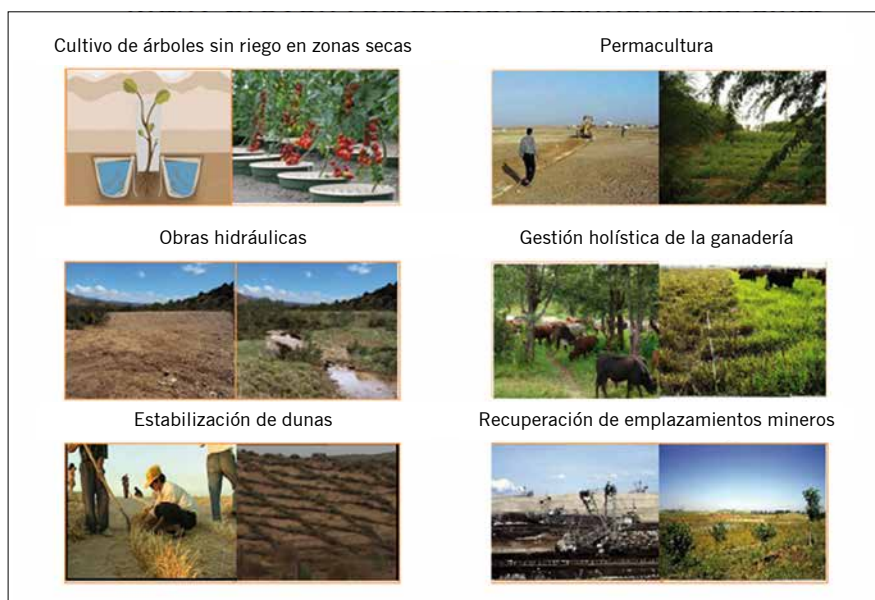 Cultivo de árboles sin riego en zonas secas
Permacultura
Obras hidráulicas
Gestión holística de la ganadería
Estabilización de dunas
Recuperación de emplazamientos mineros